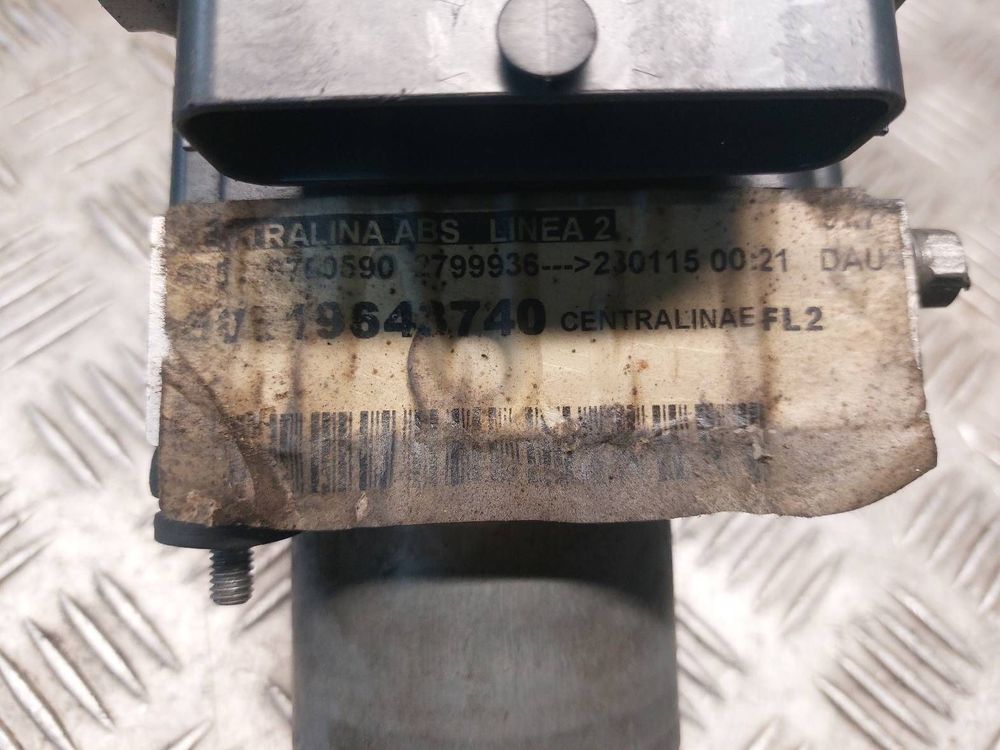 CENTRALINA ABS LINEA 2
2799936--->230115 00:21 DAU
19643740 CENTRALINAE FL2